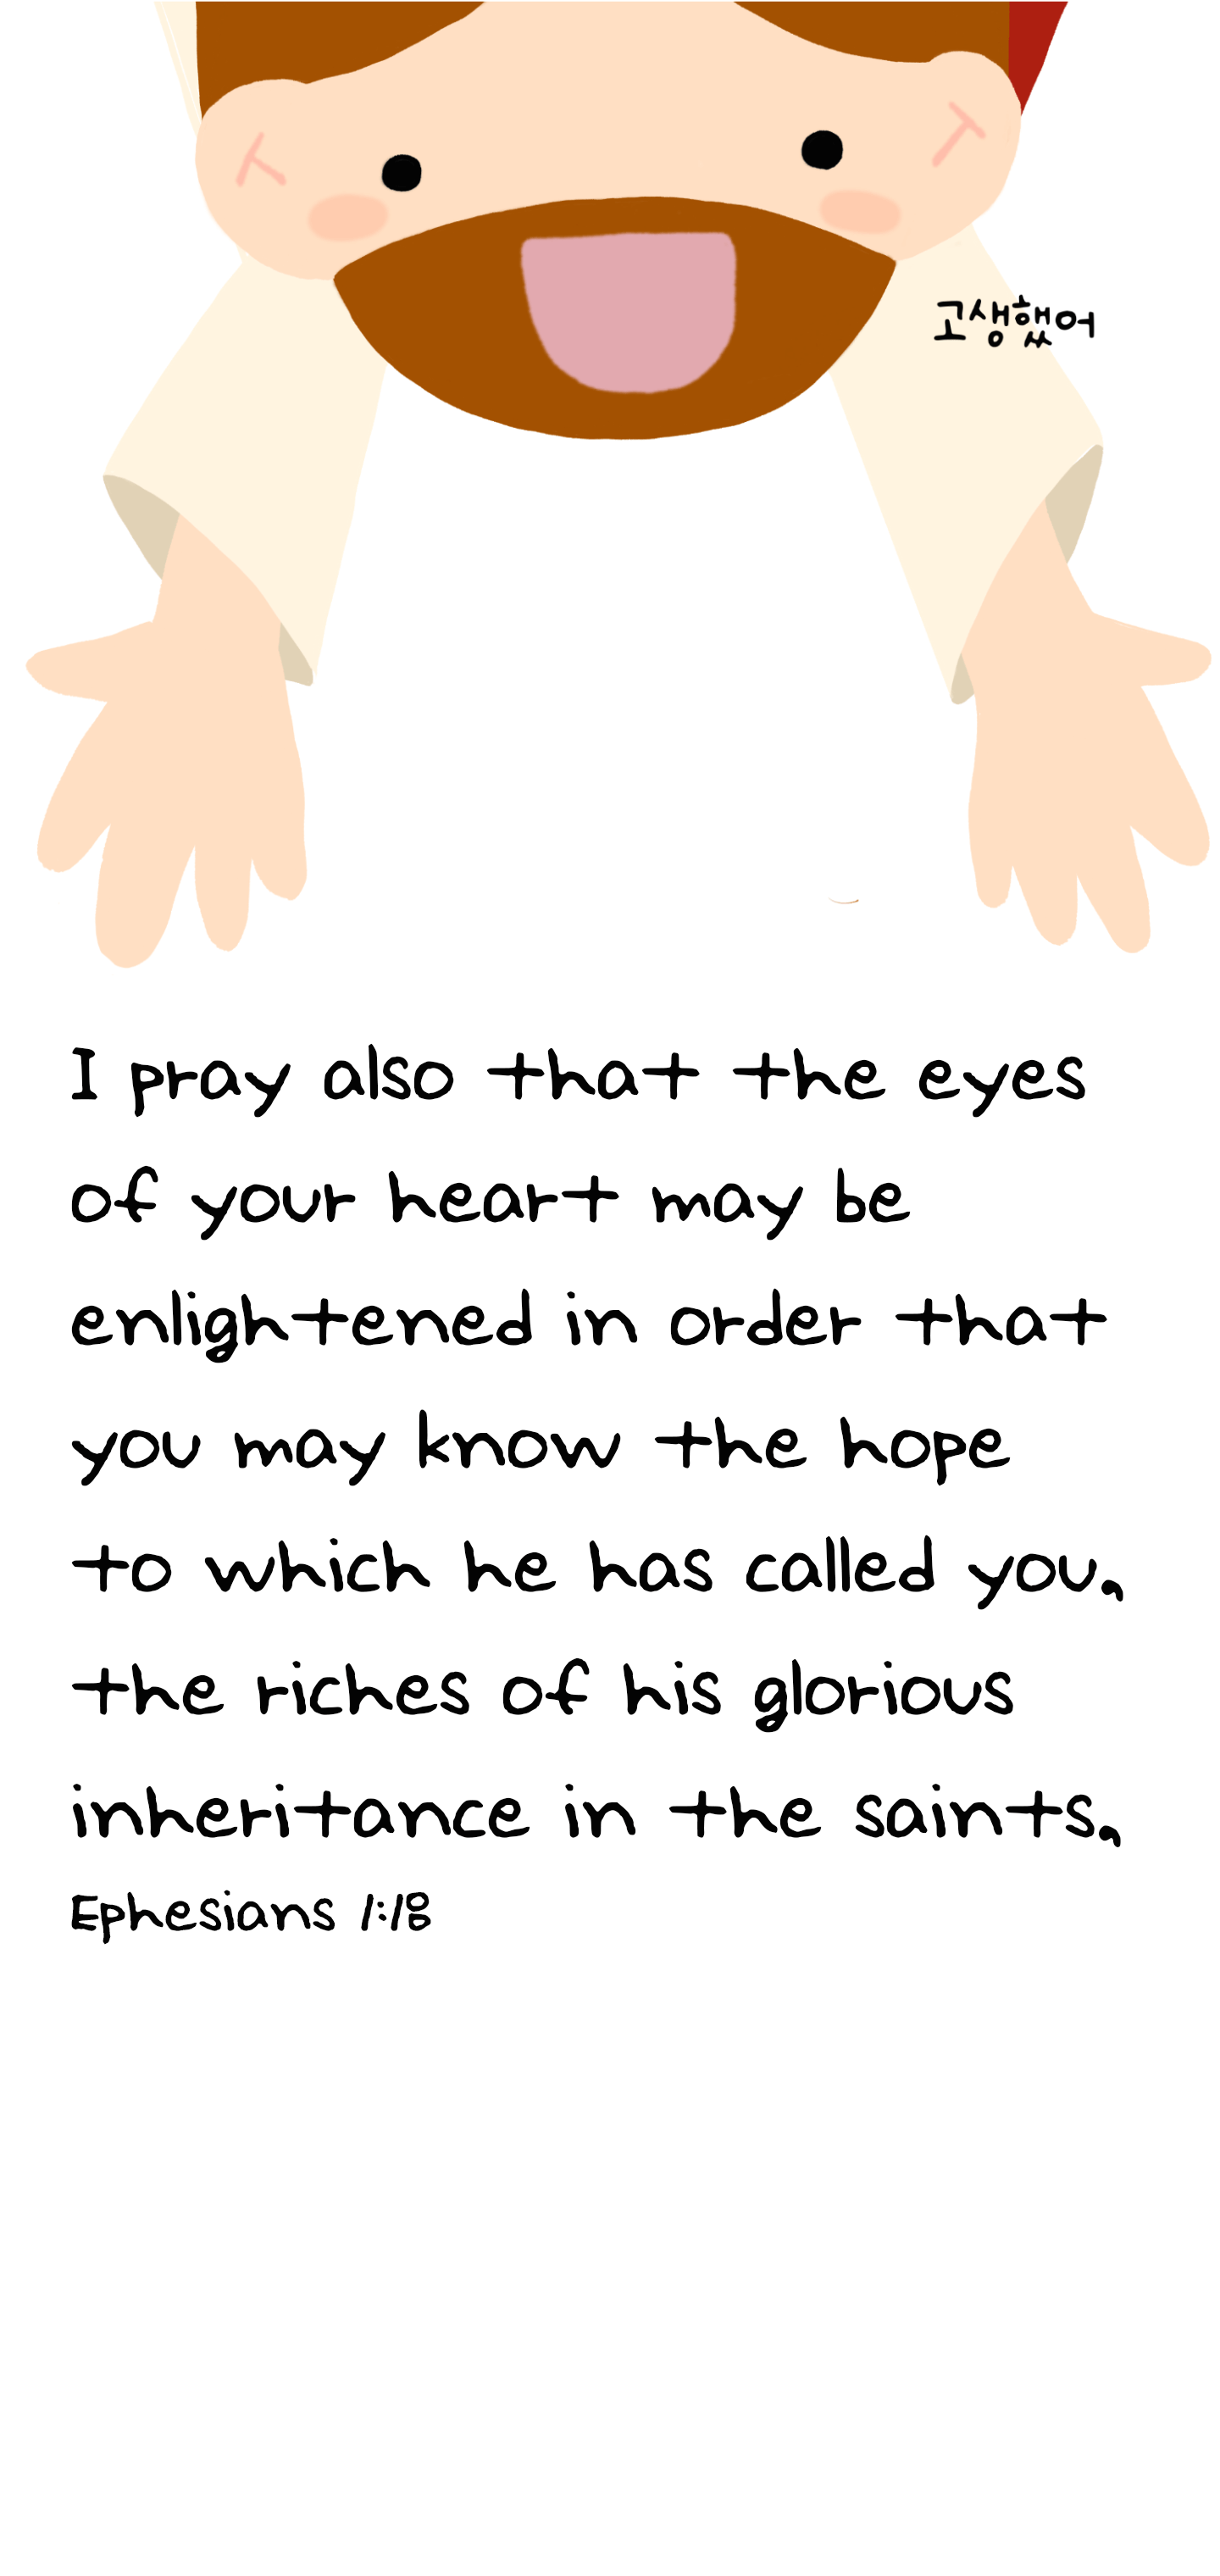 고생했어
I pray also that the eyes
of your heart may be
enlightened in order that
you may know the hope
to which he has called you,
the riches of his glorious
inheritance in the saints,
Ephesians 1:18